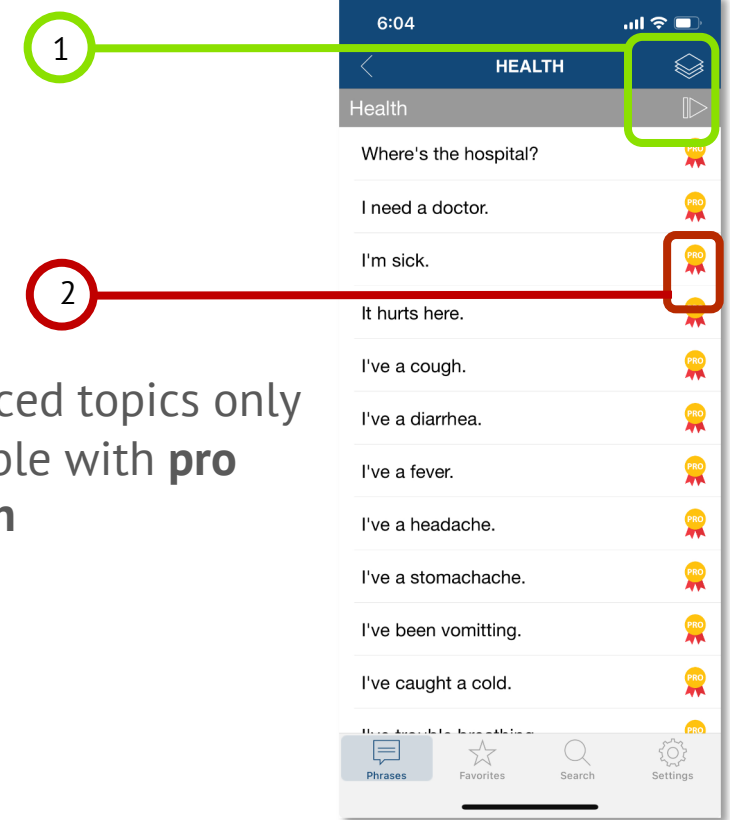 1
6:04
HEALTH
Health
Where's the hospital? PRO
I need a doctor. PRO
I'm sick. PRO
2
It hurts here.
I've a cough. PRO
ced topics only
I've a diarrhea. PRO
ble with pro
I've a fever. PRO
n
I've a headache. PRO
I've a stomachache. PRO
I've been vomitting. PRO
I've caught a cold. PRO
PRO
Phrases Favorites Search Settings